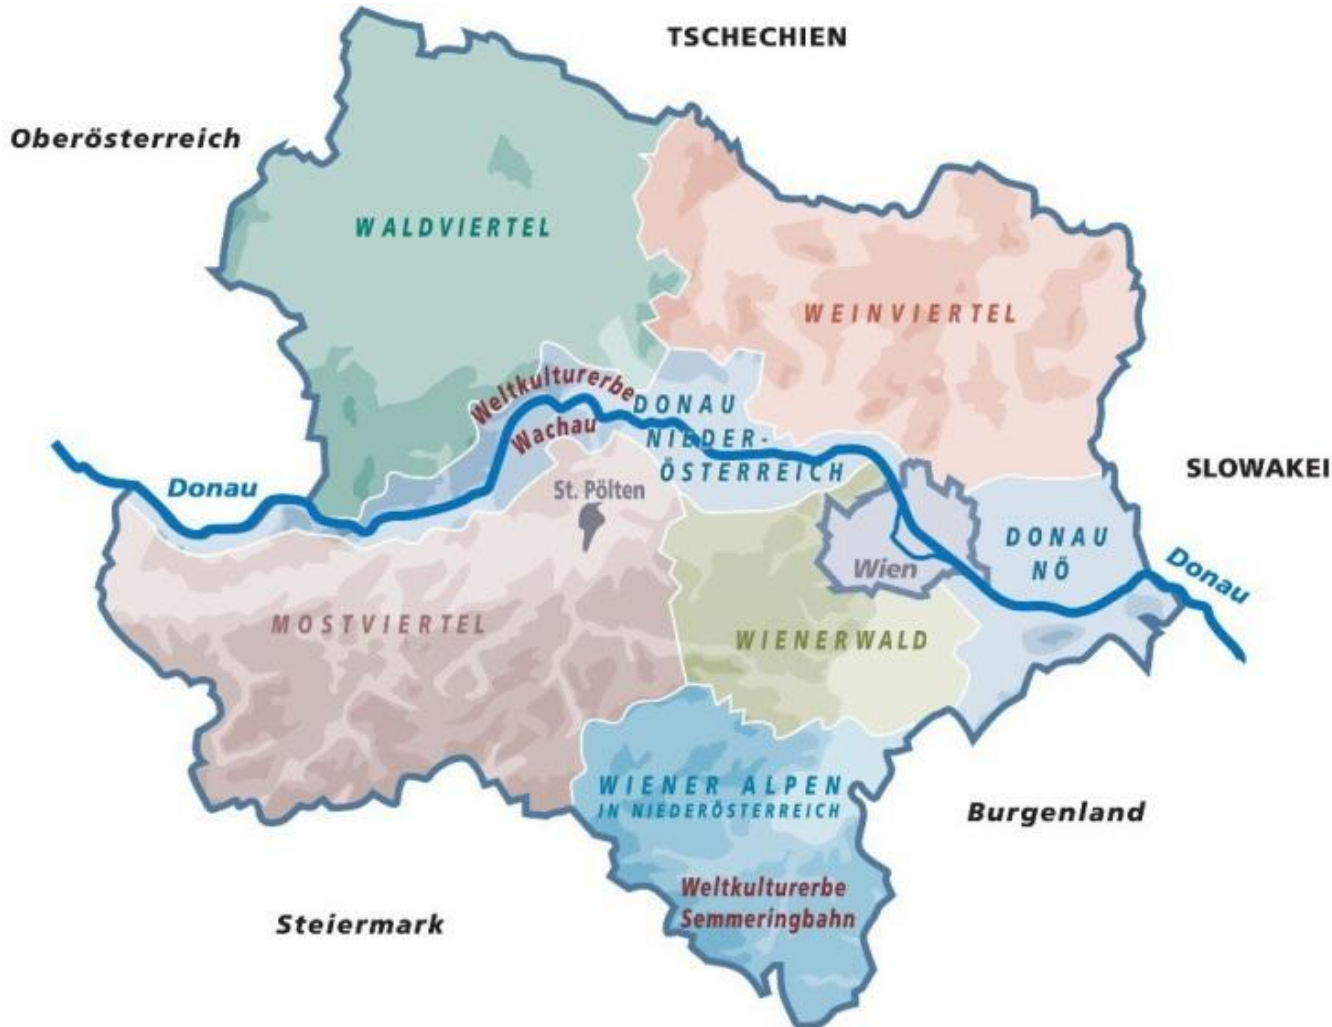 TSCHECHIEN
Oberösterreich
WALDVIERTEL
WEINVIERTEL
Weltkulturerbe
Wachau
DONAU
NIEDER-
ÖSTERREICH
SLOWAKEI
Donau
St. Pölten
DONAU
NÖ
Wien
Donau
MOSTVIERTEL
WIENERWALD
WIENER ALPEN
IN NIEDERÖSTERREICH
Burgenland
Weltkulturerbe
Semmeringbahn
Steiermark